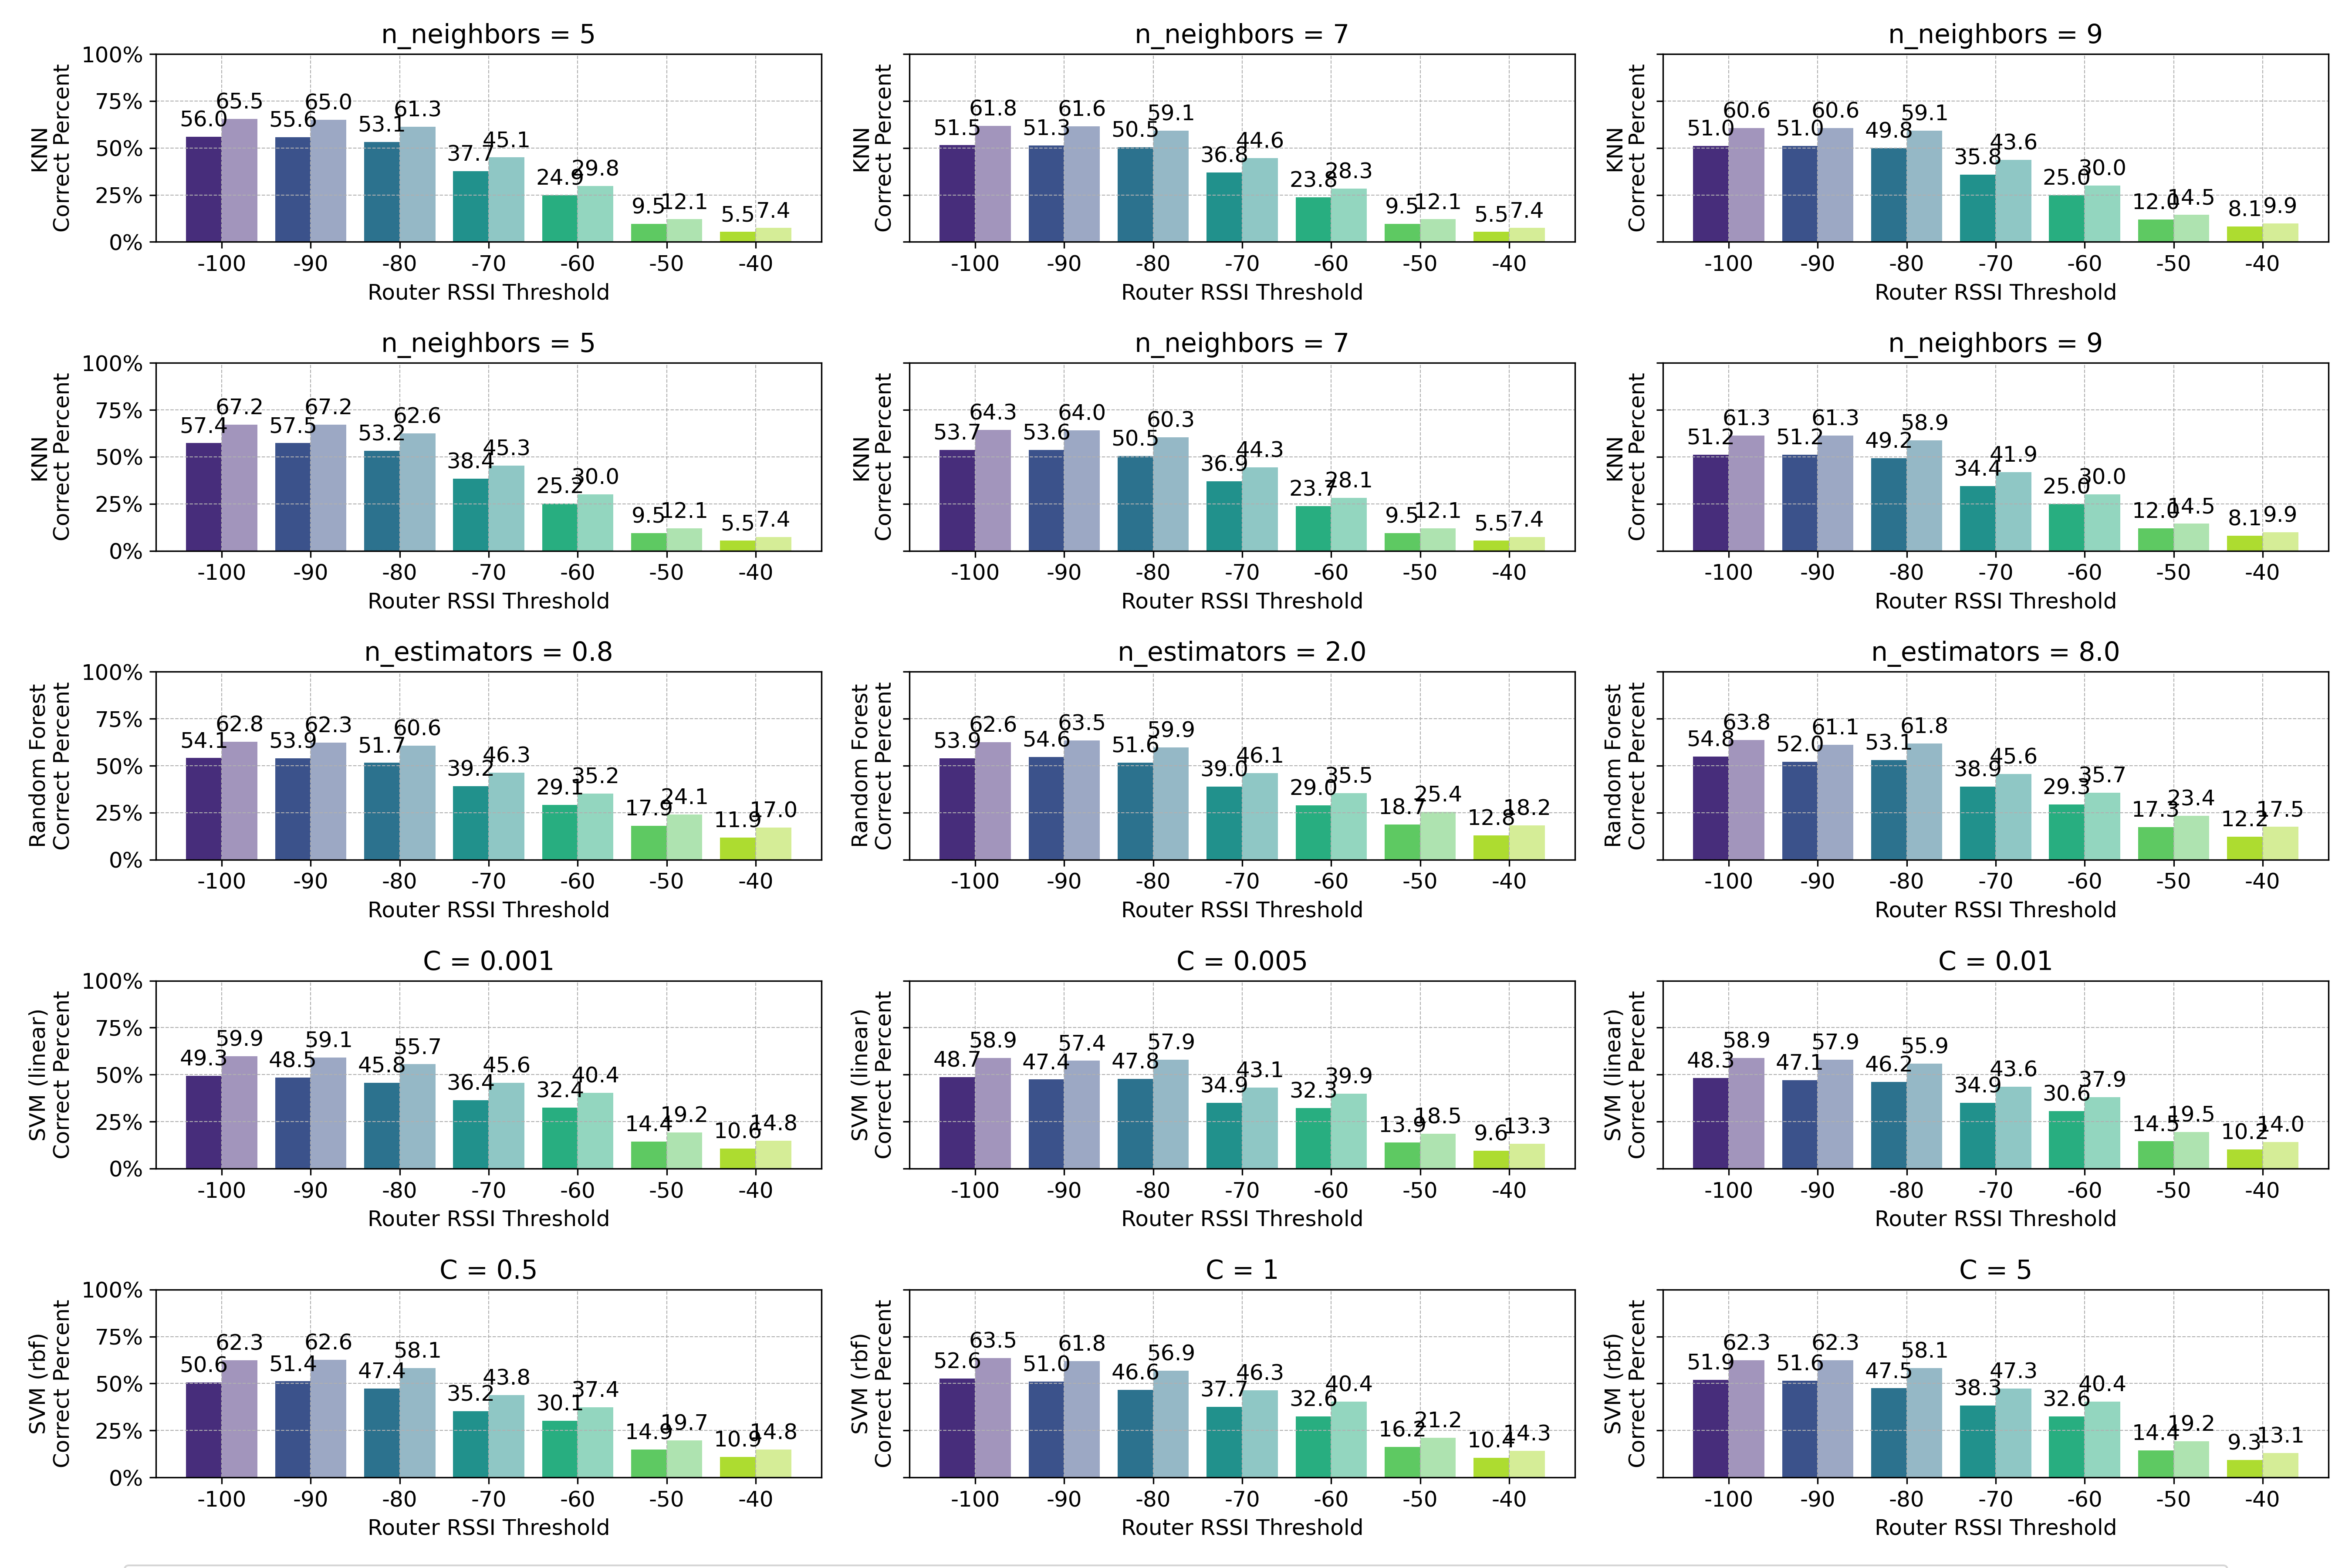 n_neighbors = 5
100%
75%
50%
25%
0%
KNN
Correct Percent
56.0 65.5 55.6 65.0 53.1 61.3 37.7 45.1 24.9 29.8 9.5 12.1 5.5 7.4
-100 -90 -80 -70 -60 -50 -40
Router RSSI Threshold
n_neighbors = 7
KNN
Correct Percent
51.5 61.8 51.3 61.6 50.5 59.1 36.8 44.6 23.8 28.3 9.5 12.1 5.5 7.4
-100 -90 -80 -70 -60 -50 -40
Router RSSI Threshold
n_neighbors = 9
KNN
Correct Percent
51.0 60.6 51.0 60.6 49.8 59.1 35.8 43.6 25.0 30.0 12.0 14.5 8.1 9.9
-100 -90 -80 -70 -60 -50 -40
Router RSSI Threshold
n_neighbors = 5
100%
75%
50%
25%
0%
KNN
Correct Percent
57.4 67.2 57.5 67.2 53.2 62.6 38.4 45.3 25.2 30.0 9.5 12.1 5.5 7.4
-100 -90 -80 -70 -60 -50 -40
Router RSSI Threshold
n_neighbors = 7
KNN
Correct Percent
53.7 64.3 53.6 64.0 50.5 60.3 36.9 44.3 23.7 28.1 9.5 12.1 5.5 7.4
-100 -90 -80 -70 -60 -50 -40
Router RSSI Threshold
n_neighbors = 9
KNN
Correct Percent
51.2 61.3 51.2 61.3 49.2 58.9 34.4 41.9 25.0 30.0 12.0 14.5 8.1 9.9
-100 -90 -80 -70 -60 -50 -40
Router RSSI Threshold
n_estimators = 0.8
100%
75%
50%
25%
0%
Random Forest
Correct Percent
54.1 62.8 53.9 62.3 51.7 60.6 39.2 46.3 29.1 35.2 17.9 24.1 11.9 17.0
-100 -90 -80 -70 -60 -50 -40
Router RSSI Threshold
n_estimators = 2.0
Random Forest
Correct Percent
53.9 62.6 54.6 63.5 51.6 59.9 39.0 46.1 29.0 35.5 18.7 25.4 12.8 18.2
-100 -90 -80 -70 -60 -50 -40
Router RSSI Threshold
n_estimators = 8.0
Random Forest
Correct Percent
54.8 63.8 52.0 61.1 53.1 61.8 38.9 45.6 29.3 35.7 17.3 23.4 12.2 17.5
-100 -90 -80 -70 -60 -50 -40
Router RSSI Threshold
C = 0.001
100%
75%
50%
25%
0%
SVM (linear)
Correct Percent
49.3 59.9 48.5 59.1 45.8 55.7 36.4 45.6 32.4 40.4 14.4 19.2 10.6 14.8
-100 -90 -80 -70 -60 -50 -40
Router RSSI Threshold
C = 0.005
SVM (linear)
Correct Percent
48.7 58.9 47.4 57.4 47.8 57.9 34.9 43.1 32.3 39.9 13.9 18.5 9.6 13.3
-100 -90 -80 -70 -60 -50 -40
Router RSSI Threshold
C = 0.01
SVM (linear)
Correct Percent
48.3 58.9 47.1 57.9 46.2 55.9 34.9 43.6 30.6 37.9 14.5 19.5 10.2 14.0
-100 -90 -80 -70 -60 -50 -40
Router RSSI Threshold
C = 0.5
100%
75%
50%
25%
0%
SVM (rbf)
Correct Percent
50.6 62.3 51.4 62.6 47.4 58.1 35.2 43.8 30.1 37.4 14.9 19.7 10.9 14.8
-100 -90 -80 -70 -60 -50 -40
Router RSSI Threshold
C = 1
SVM (rbf)
Correct Percent
52.6 63.5 51.0 61.8 46.6 56.9 37.7 46.3 32.6 40.4 16.2 21.2 10.4 14.3
-100 -90 -80 -70 -60 -50 -40
Router RSSI Threshold
C = 5
SVM (rbf)
Correct Percent
51.9 62.3 51.6 62.3 47.5 58.1 38.3 47.3 32.6 40.4 14.4 19.2 9.3 13.1
-100 -90 -80 -70 -60 -50 -40
Router RSSI Threshold